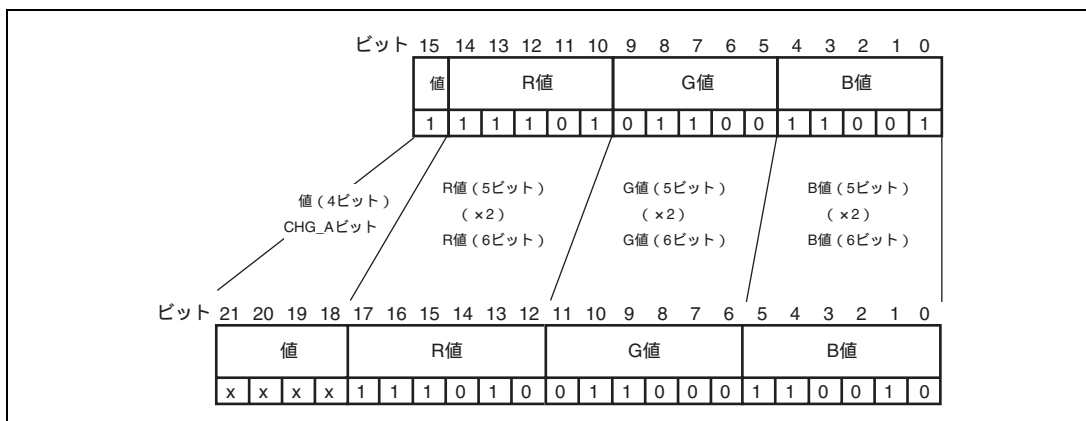 ビット 15 14 13 12 11 10 9 8 7 6 5 4 3 2 1 0
値 R値 G値 B値
1 1 1 1 0 1 0 1 1 0 0 1 1 0 0 1
値（4ビット）
CHG_Aビット
R値（5ビット）
（×2）
R値（6ビット）
G値（5ビット）
（×2）
G値（6ビット）
B値（5ビット）
（×2）
B値（6ビット）
ビット 21 20 19 18 17 16 15 14 13 12 11 10 9 8 7 6 5 4 3 2 1 0
値 R値 G値 B値
x x x x 1 1 1 0 1 0 0 1 1 0 0 0 1 1 0 0 1 0